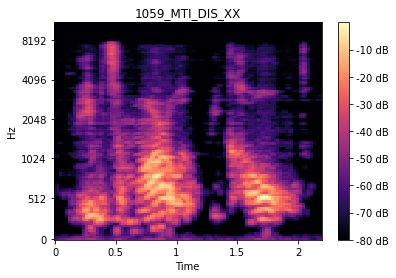 1059_MTI_DIS_XX
8192
4096
2048
1024
512
0
Hz
0
0.5
1
1.5
2
Time
-10 dB
-20 dB
-30 dB
-40 dB
-50 dB
-60 dB
-70 dB
-80 dB